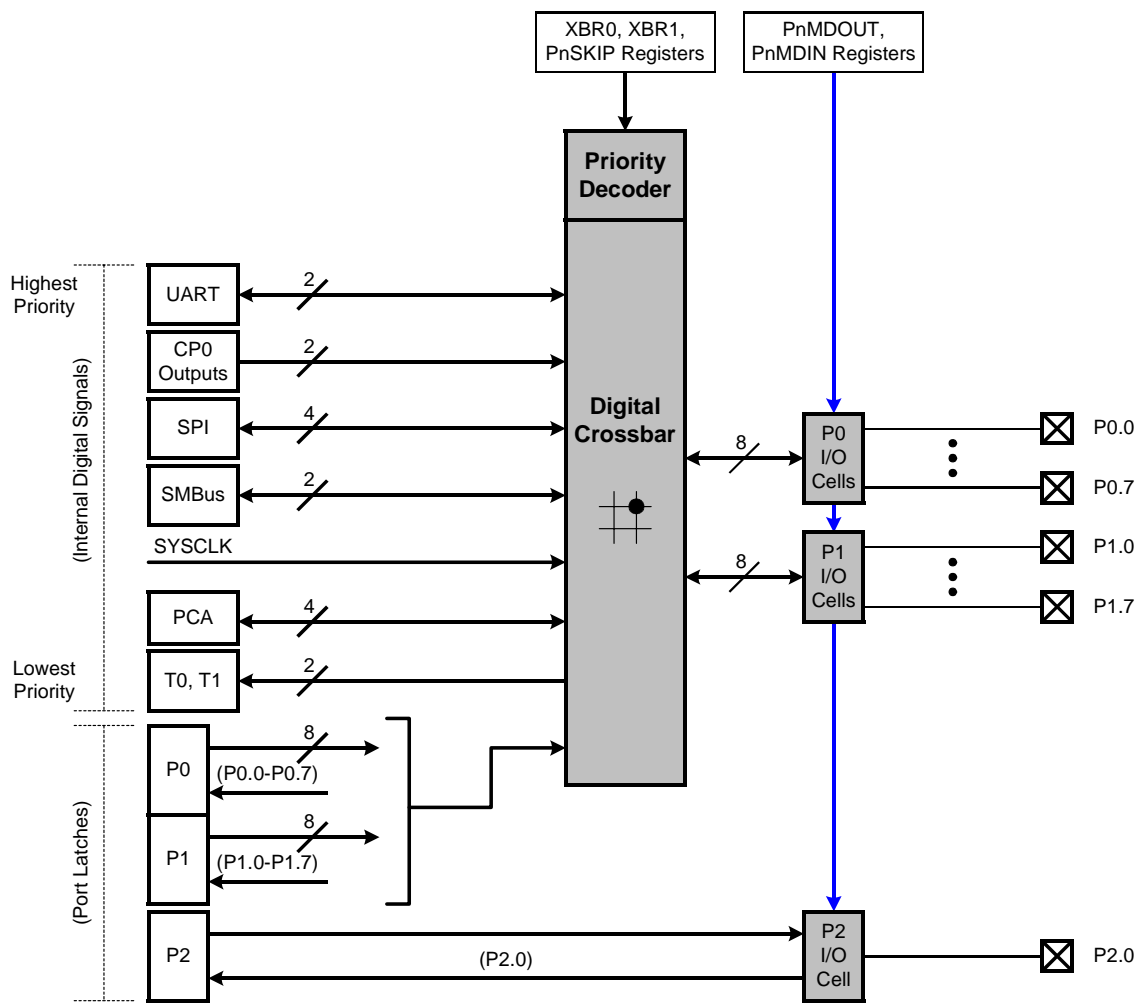 XBR0, XBR1,
PnSKIP Registers
PnMDOUT,
PnMDIN Registers
Priority
Decoder
Highest
Priority
(Internal Digital Signals)
UART
2
CP0
Outputs
2
SPI
4
SMBus
2
SYSCLK
PCA
4
Lowest
Priority
T0, T1
2
Digital
Crossbar
8
P0
I/O
Cells
P0.0
P0.7
8
P1
I/O
Cells
P1.0
P1.7
(Port Latches)
P0
8
(P0.0-P0.7)
P1
8
(P1.0-P1.7)
P2
(P2.0)
P2
I/O
Cell
P2.0